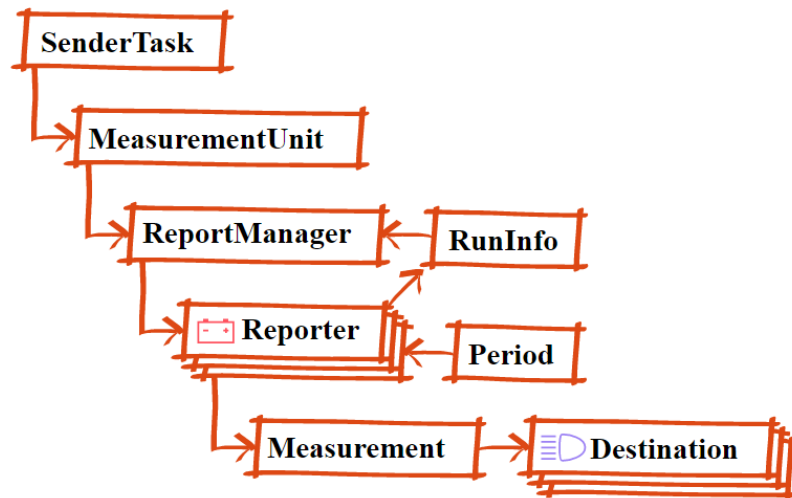 SenderTask
MeasurementUnit
ReportManager
RunInfo
Reporter
Period
Measurement
Destination